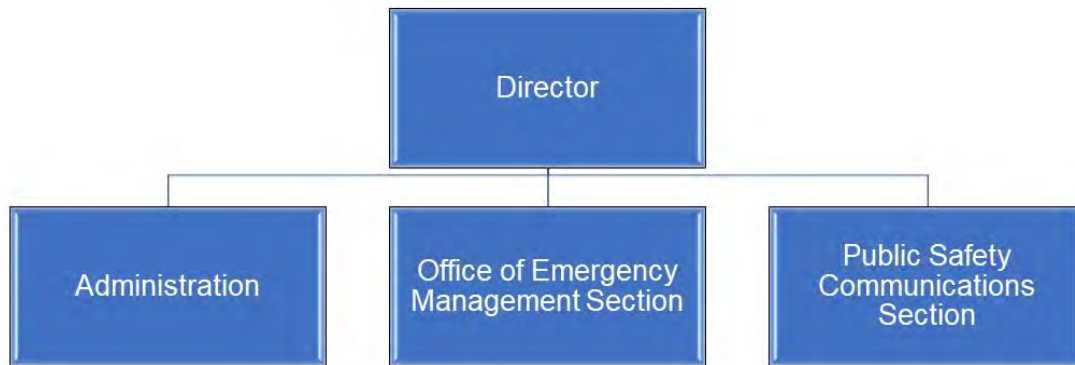 Director
Administration
Office of Emergency
Management Section
Public Safety
Communications
Section